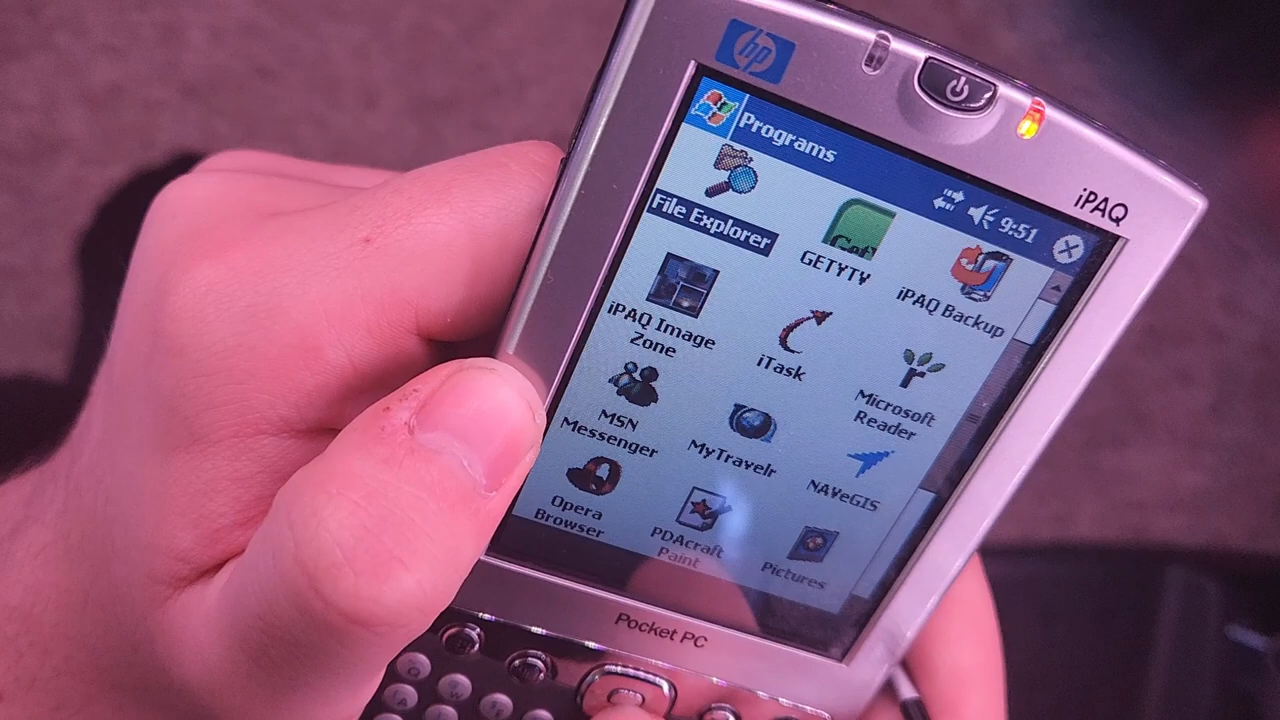 hp
iPAQ
Programs
9:51
File Explorer
GETYTV
iPAQ Backup
iPAQ Image
Zone
iTask
Microsoft
Reader
MSN
Messenger
MyTravelr
NAVeGIS
Opera
Browser
PDAcraft
Paint
Pictures
Pocket PC
Q
W
A